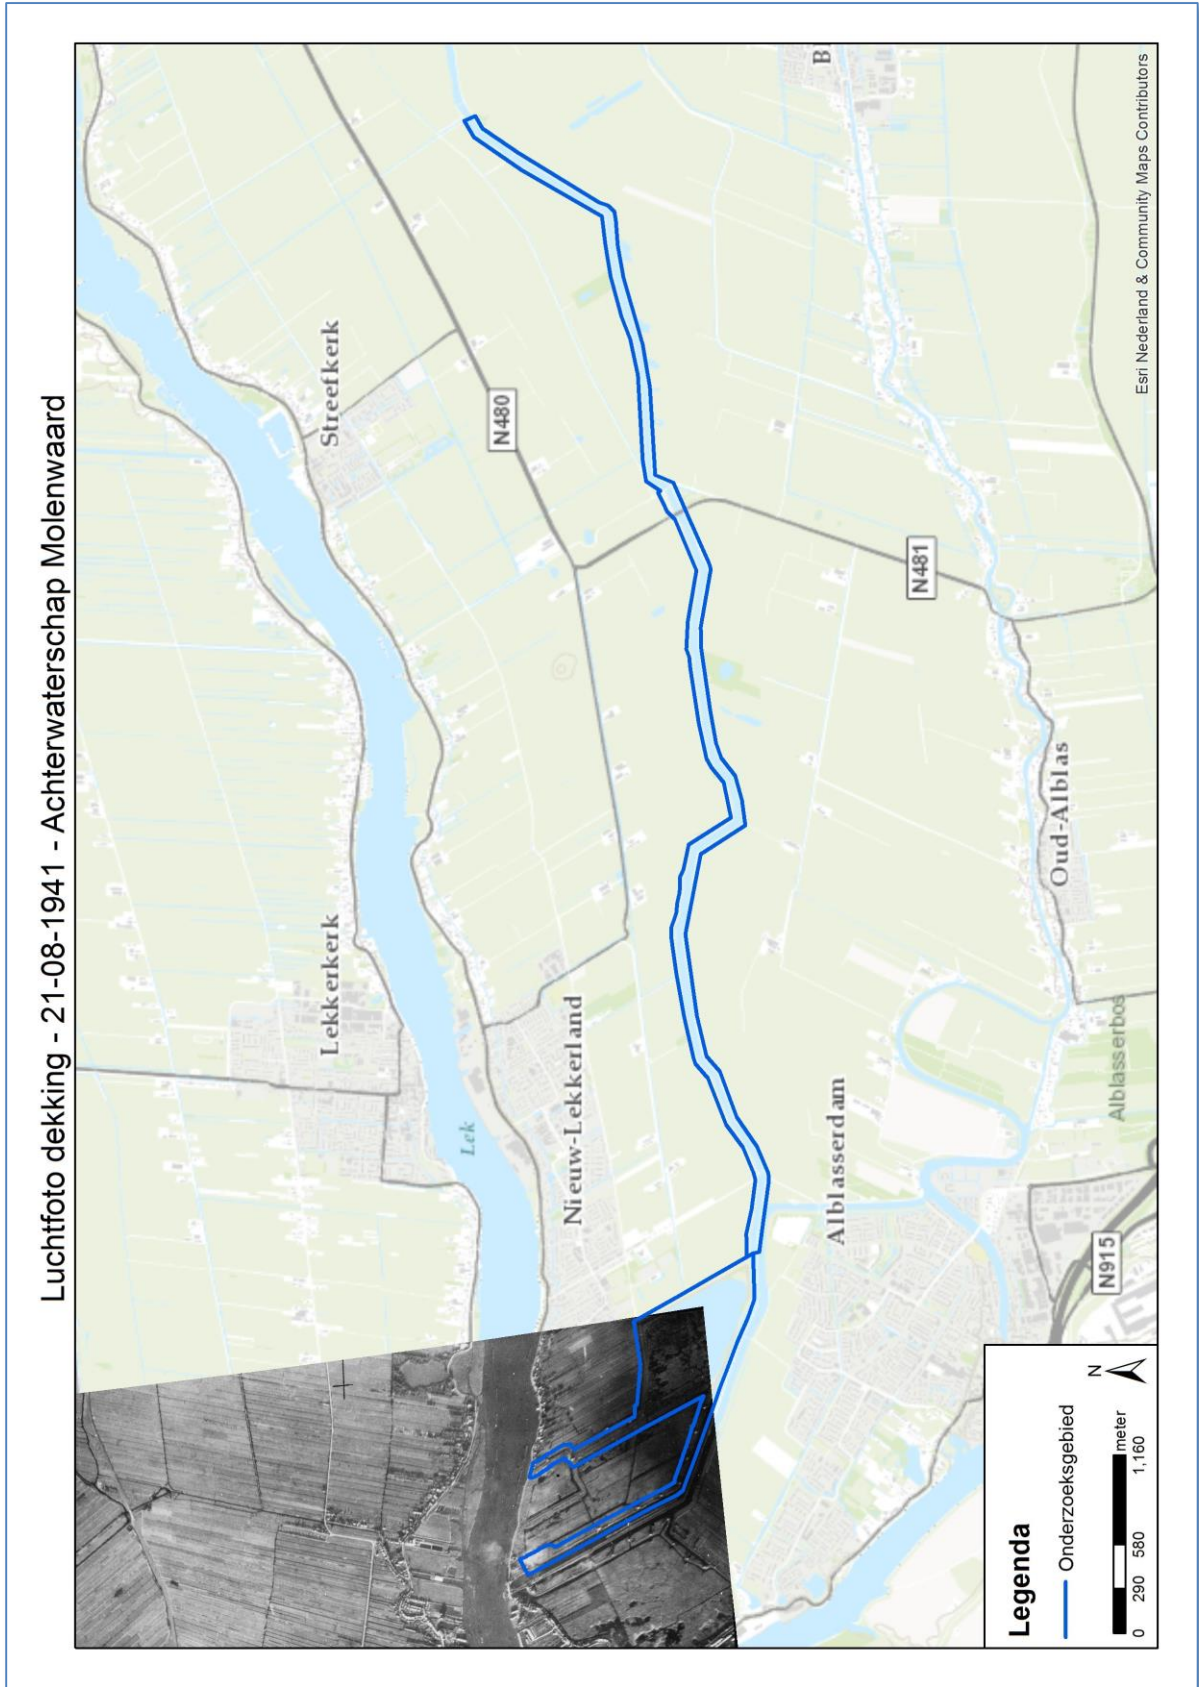 Luchtfoto dekking - 21-08-1941 - Achterwaterschap Molenwaard
Streefkerk
B
N480
Lekkerkerk
Lek
Nieuw-Lekkerland
N481
Oud-Alblas
Alblasserdam
Alblasserbos
N915
Esri Nederland & Community Maps Contributors
Legenda
Onderzoeksgebied
N
0 290 580 1,160
meter